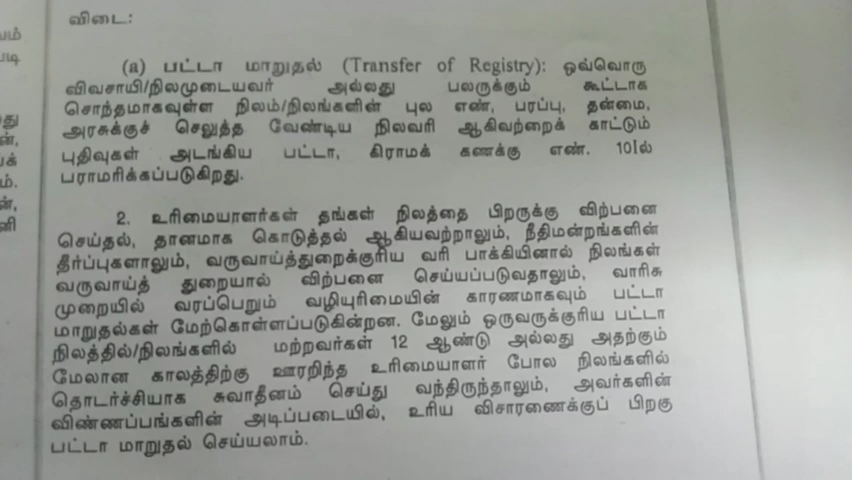 விடை:
(a) பட்டா மாறுதல் (Transfer of Registry): ஒவ்வொரு
விவசாயி/நிலமுடையவர் அல்லது பலருக்கும் கூட்டாக
சொந்தமாகவுள்ள நிலம்/நிலங்களின் புல எண், பரப்பு, தன்மை,
அரசுக்குச் செலுத்த வேண்டிய நிலவரி ஆகிவற்றைக் காட்டும்
புதிவுகள் அடங்கிய பட்டா, கிராமக் கணக்கு எண். 10Iல்
பராமரிக்கப்படுகிறது.
2. உரிமையாளர்கள் தங்கள் நிலத்தை பிறருக்கு விற்பனை
செய்தல், தானமாக கொடுத்தல் ஆகியவற்றாலும், நீதிமன்றங்களின்
தீர்ப்புகளாலும், வருவாய்த்துறைக்குரிய வரி பாக்கியினால் நிலங்கள்
வருவாய்த் துறையால் விற்பனை செய்யப்படுவதாலும், வாரிசு
முறையில் வரப்பெறும் வழியுரிமையின் காரணமாகவும் பட்டா
மாறுதல்கள் மேற்கொள்ளப்படுகின்றன. மேலும் ஒருவருக்குரிய பட்டா
நிலத்தில்/நிலங்களில் மற்றவர்கள் 12 ஆண்டு அல்லது அதற்கும்
மேலான காலத்திற்கு ஊரறிந்த உரிமையாளர் போல நிலங்களில்
தொடர்ச்சியாக சுவாதீனம் செய்து வந்திருந்தாலும், அவர்களின்
விண்ணப்பங்களின் அடிப்படையில், உரிய விசாரணைக்குப் பிறகு
பட்டா மாறுதல் செய்யலாம்.